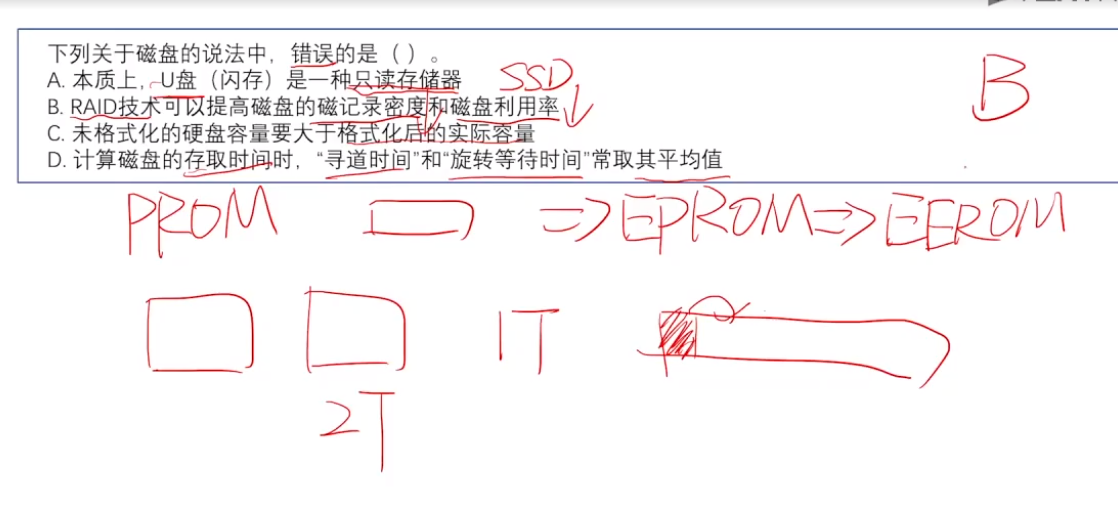 下列关于磁盘的说法中，错误的是（ ）。
A. 本质上，U盘（闪存）是一种只读存储器
SSD
B
B. RAID技术可以提高磁盘的磁记录密度和磁盘利用率
C. 未格式化的硬盘容量要大于格式化后的实际容量
D. 计算磁盘的存取时间时，“寻道时间”和“旋转等待时间”常取其平均值
PROM ⇒ EPROM ⇒ EEROM
1T
2T